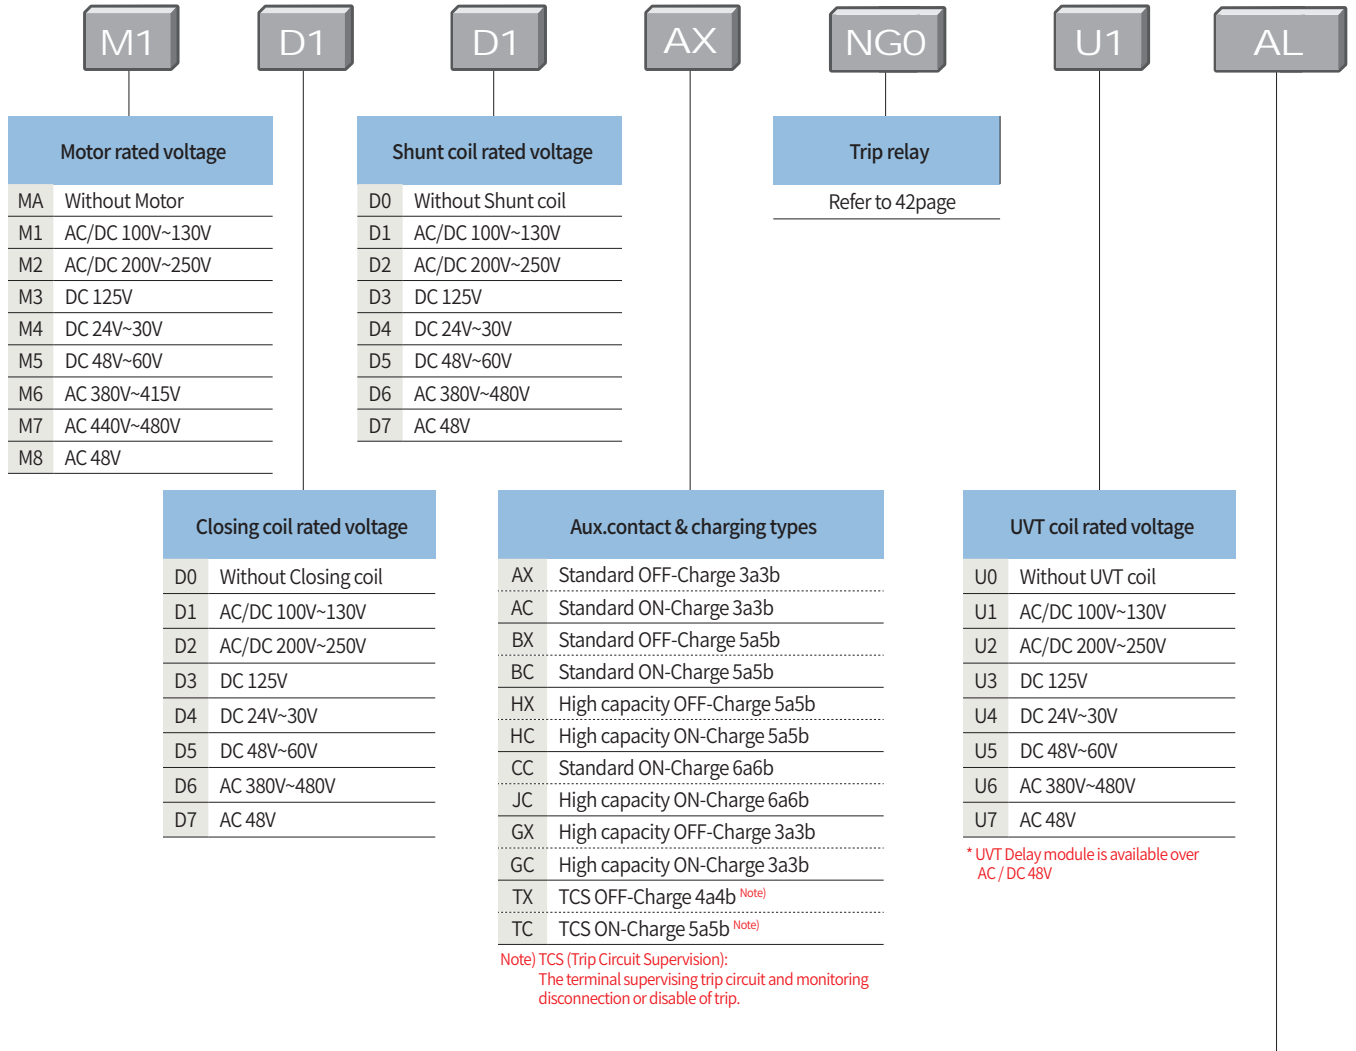 M1 D1 D1 AX NG0 U1 AL
Motor rated voltage
MA Without Motor
M1 AC/DC 100V~130V
M2 AC/DC 200V~250V
M3 DC 125V
M4 DC 24V~30V
M5 DC 48V~60V
M6 AC 380V~415V
M7 AC 440V~480V
M8 AC 48V
Shunt coil rated voltage
D0 Without Shunt coil
D1 AC/DC 100V~130V
D2 AC/DC 200V~250V
D3 DC 125V
D4 DC 24V~30V
D5 DC 48V~60V
D6 AC 380V~480V
D7 AC 48V
Trip relay
Refer to 42page
Closing coil rated voltage
D0 Without Closing coil
D1 AC/DC 100V~130V
D2 AC/DC 200V~250V
D3 DC 125V
D4 DC 24V~30V
D5 DC 48V~60V
D6 AC 380V~480V
D7 AC 48V
Aux.contact & charging types
AX Standard OFF-Charge 3a3b
AC Standard ON-Charge 3a3b
BX Standard OFF-Charge 5a5b
BC Standard ON-Charge 5a5b
HX High capacity OFF-Charge 5a5b
HC High capacity ON-Charge 5a5b
CC Standard ON-Charge 6a6b
JC High capacity ON-Charge 6a6b
GX High capacity OFF-Charge 3a3b
GC High capacity ON-Charge 3a3b
TX TCS OFF-Charge 4a4b Note)
TC TCS ON-Charge 5a5b Note)
Note) TCS (Trip Circuit Supervision):
The terminal supervising trip circuit and monitoring
disconnection or disable of trip.
UVT coil rated voltage
U0 Without UVT coil
U1 AC/DC 100V~130V
U2 AC/DC 200V~250V
U3 DC 125V
U4 DC 24V~30V
U5 DC 48V~60V
U6 AC 380V~480V
U7 AC 48V
* UVT Delay module is available over
AC / DC 48V